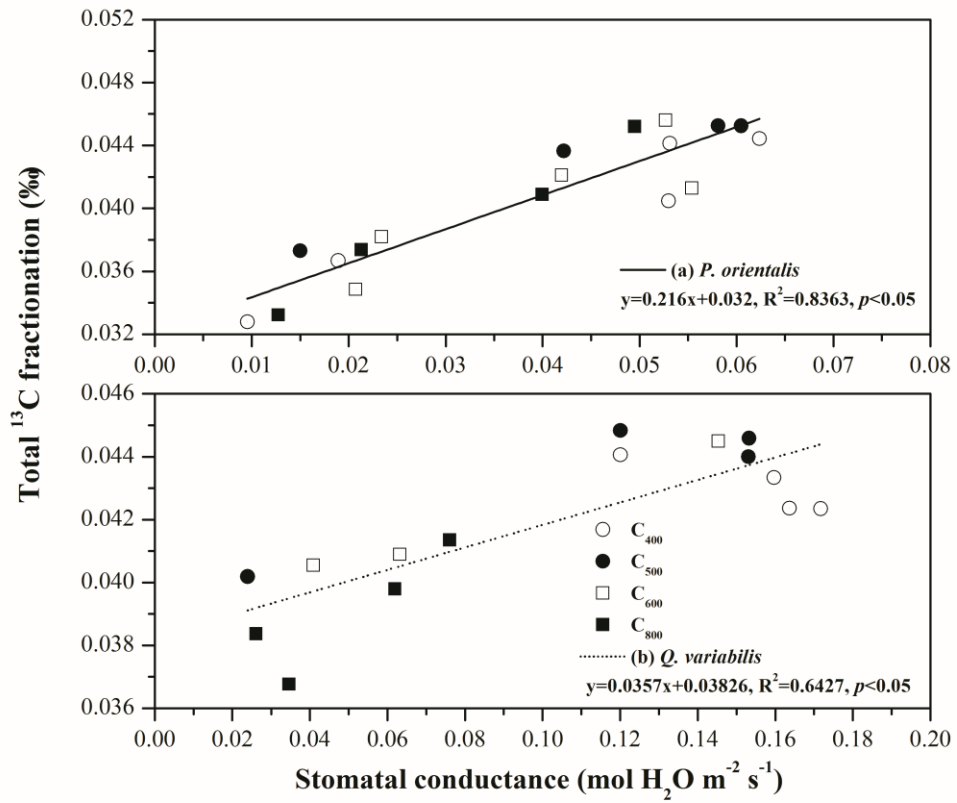 0.052
0.048
0.044
0.040
0.036
0.032
(a) P. orientalis
y=0.216x+0.032, R²=0.8363, p<0.05
0.00 0.01 0.02 0.03 0.04 0.05 0.06 0.07 0.08
Total ¹³C fractionation (‰)
0.046
0.044
0.042
0.040
0.038
0.036
C₄₀₀
C₅₀₀
C₆₀₀
C₈₀₀
(b) Q. variabilis
y=0.0357x+0.03826, R²=0.6427, p<0.05
0.00 0.02 0.04 0.06 0.08 0.10 0.12 0.14 0.16 0.18 0.20
Stomatal conductance (mol H₂O m⁻² s⁻¹)